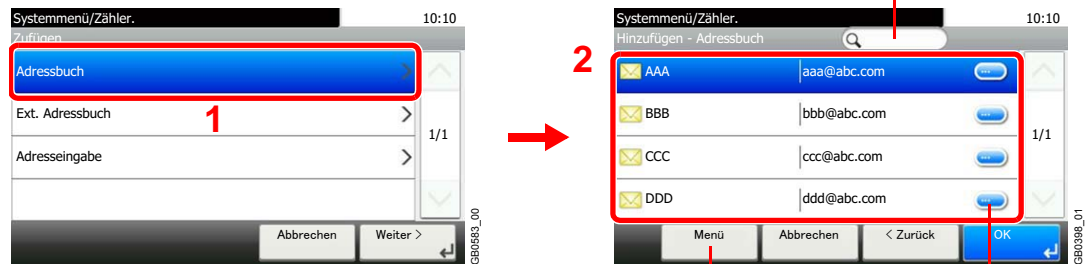 Systemmenü/Zähler. 10:10
Zufügen
Adressbuch
1
Ext. Adressbuch
1/1
Adresseingabe
Abbrechen Weiter >
GB0583_00
Systemmenü/Zähler. 10:10
Hinzufügen - Adressbuch
2
AAA aaa@abc.com
BBB bbb@abc.com
1/1
CCC ccc@abc.com
DDD ddd@abc.com
Menü Abbrechen < Zurück OK
GB0398_01